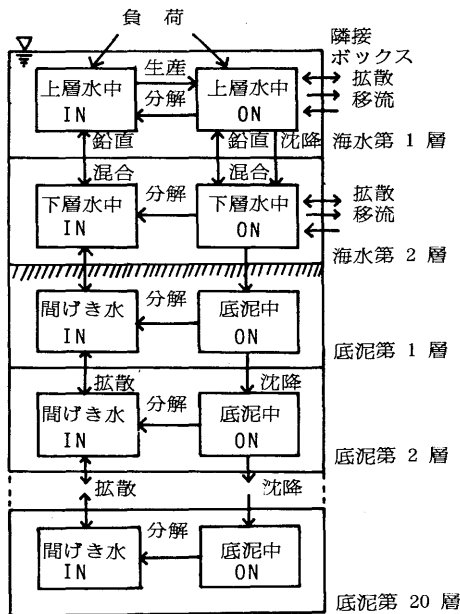 負 荷
隣接
ボックス
上層水中
IN
生産
分解
上層水中
ON
拡散
移流
鉛直
鉛直
沈降
海水第 1 層
混合
混合
下層水中
IN
分解
下層水中
ON
拡散
移流
海水第 2 層
間げき水
IN
分解
底泥中
ON
底泥第 1 層
拡散
沈降
間げき水
IN
分解
底泥中
ON
底泥第 2 層
拡散
沈降
間げき水
IN
分解
底泥中
ON
底泥第 20 層